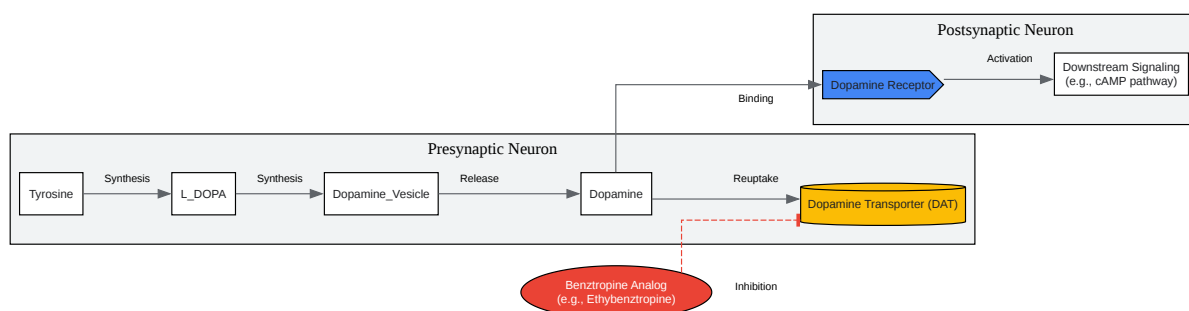 Postsynaptic Neuron
Activation
Dopamine Receptor
Downstream Signaling
(e.g., cAMP pathway)
Binding
Presynaptic Neuron
Tyrosine
Synthesis
L_DOPA
Synthesis
Dopamine_Vesicle
Release
Dopamine
Reuptake
Dopamine Transporter (DAT)
Benztropine Analog
(e.g., Ethybenztropine)
Inhibition